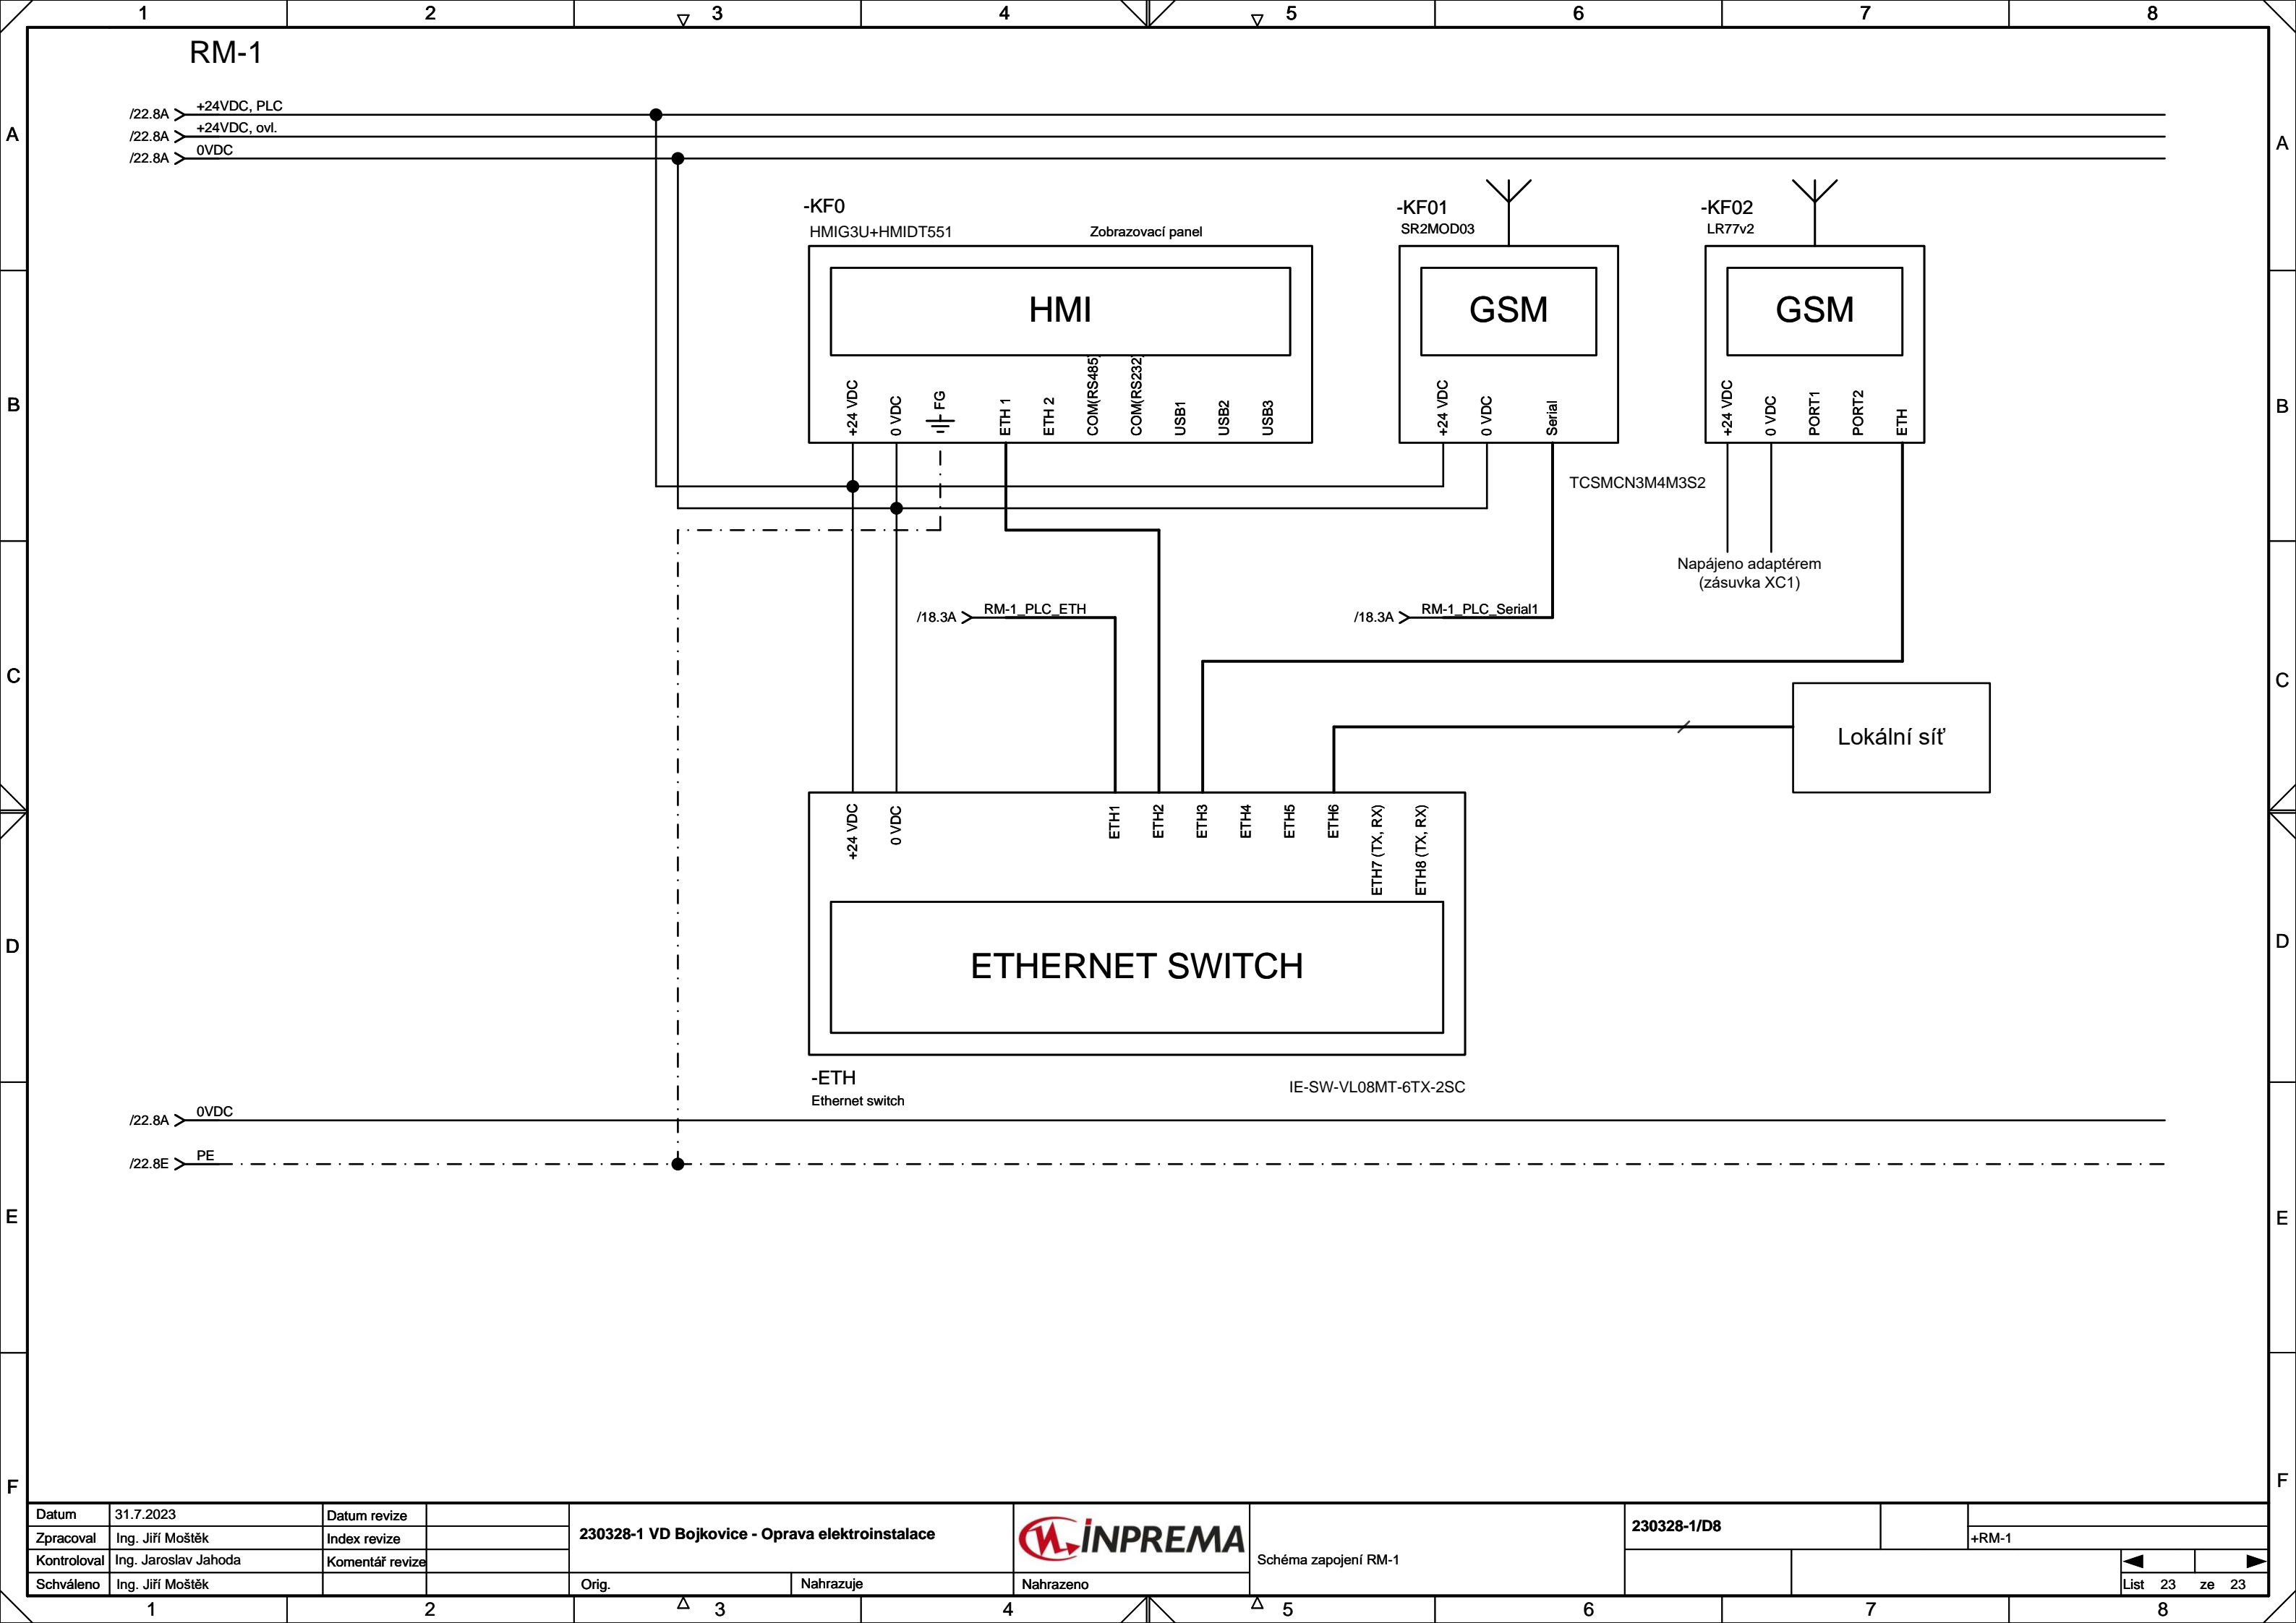 1 2 3 4 5 6 7 8
RM-1
/22.8A +24VDC, PLC
/22.8A +24VDC, ovl.
/22.8A 0VDC
A A
-KF0
HMIG3U+HMIDT551 Zobrazovací panel
HMI
+24 VDC
0 VDC
FG
ETH 1
ETH 2
COM(RS485)
COM(RS232)
USB1
USB2
USB3
-KF01
SR2MOD03
GSM
+24 VDC
0 VDC
Serial
TCSMCN3M4M3S2
-KF02
LR77v2
GSM
+24 VDC
0 VDC
PORT1
PORT2
ETH
B B
Napájeno adaptérem
(zásuvka XC1)
/18.3A RM-1_PLC_ETH
/18.3A RM-1_PLC_Serial1
C C
Lokální síť
+24 VDC
0 VDC
ETH1
ETH2
ETH3
ETH4
ETH5
ETH6
ETH7 (TX, RX)
ETH8 (TX, RX)
ETHERNET SWITCH
D D
-ETH
Ethernet switch
IE-SW-VL08MT-6TX-2SC
/22.8A 0VDC
/22.8E PE
E E
F F
Datum 31.7.2023 Datum revize
Zpracoval Ing. Jiří Moštěk Index revize
Kontroloval Ing. Jaroslav Jahoda Komentář revize
Schváleno Ing. Jiří Moštěk
230328-1 VD Bojkovice - Oprava elektroinstalace
Orig. Nahrazuje Nahrazeno
INPREMA
Schéma zapojení RM-1
230328-1/D8
+RM-1
List 23 ze 23
1 2 3 4 5 6 7 8